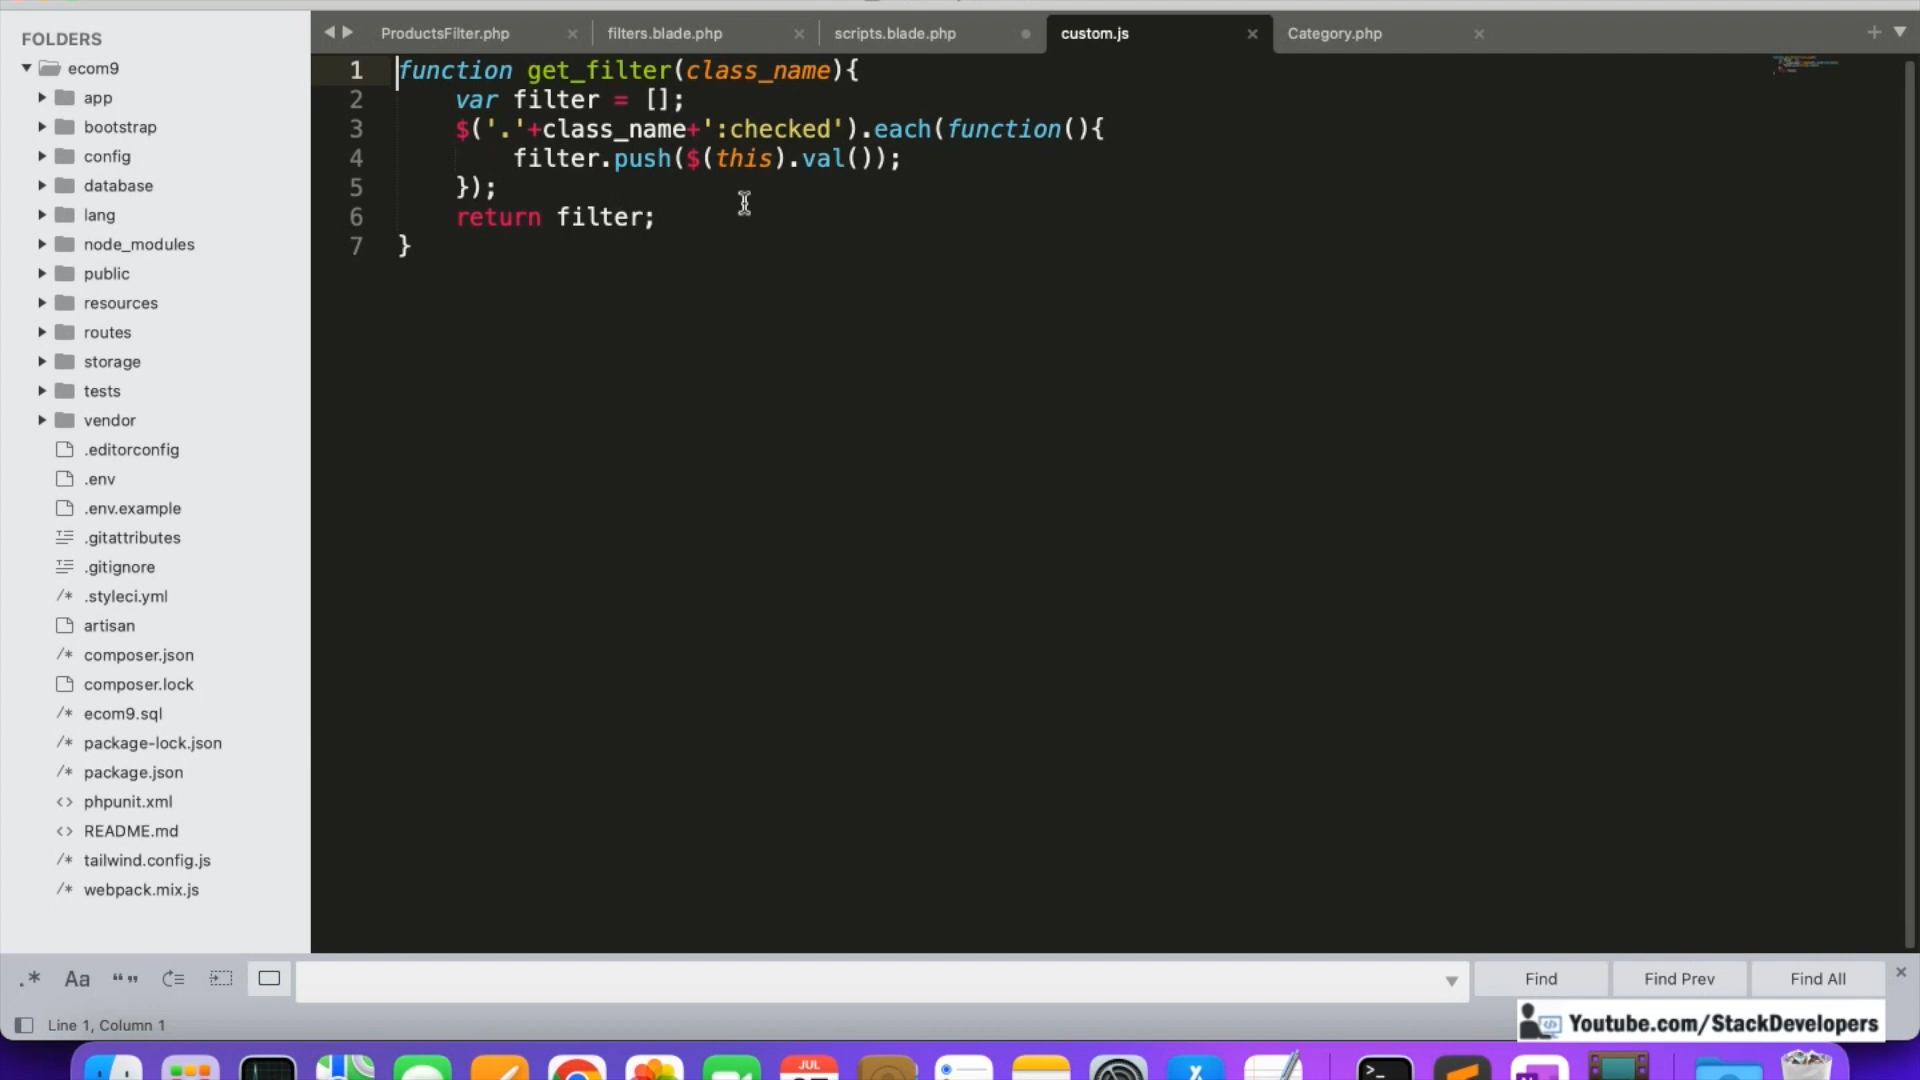 FOLDERS
ecom9
app
bootstrap
config
database
lang
node_modules
public
resources
routes
storage
tests
vendor
.editorconfig
.env
.env.example
.gitattributes
.gitignore
.styleci.yml
artisan
composer.json
composer.lock
ecom9.sql
package-lock.json
package.json
phpunit.xml
README.md
tailwind.config.js
webpack.mix.js
ProductsFilter.php
filters.blade.php
scripts.blade.php
custom.js
Category.php
1 function get_filter(class_name){
2 var filter = [];
3 $('.'+class_name+':checked').each(function(){
4 filter.push($(this).val());
5 });
6 return filter;
7 }
.* Aa “” Find Find Prev Find All
Line 1, Column 1
Youtube.com/StackDevelopers
JUL